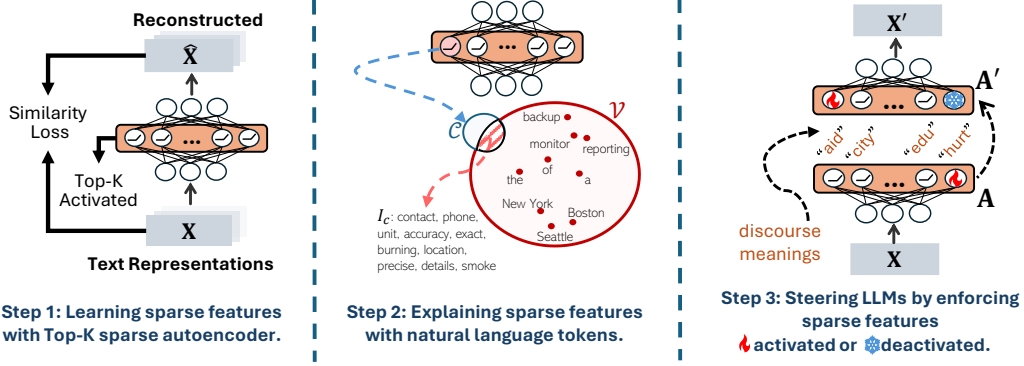 Reconstructed
X̂
Similarity
Loss
Top-K
Activated
X
Text Representations
Step 1: Learning sparse features
with Top-K sparse autoencoder.
...
C
V
backup
monitor
reporting
of
the
a
New York
Boston
Seattle
I_c: contact, phone,
unit, accuracy, exact,
burning, location,
precise, details, smoke
Step 2: Explaining sparse features
with natural language tokens.
X′
A′
"aid"
"city"
"edu"
"hurt"
A
discourse
meanings
X
Step 3: Steering LLMs by enforcing
sparse features
activated or deactivated.